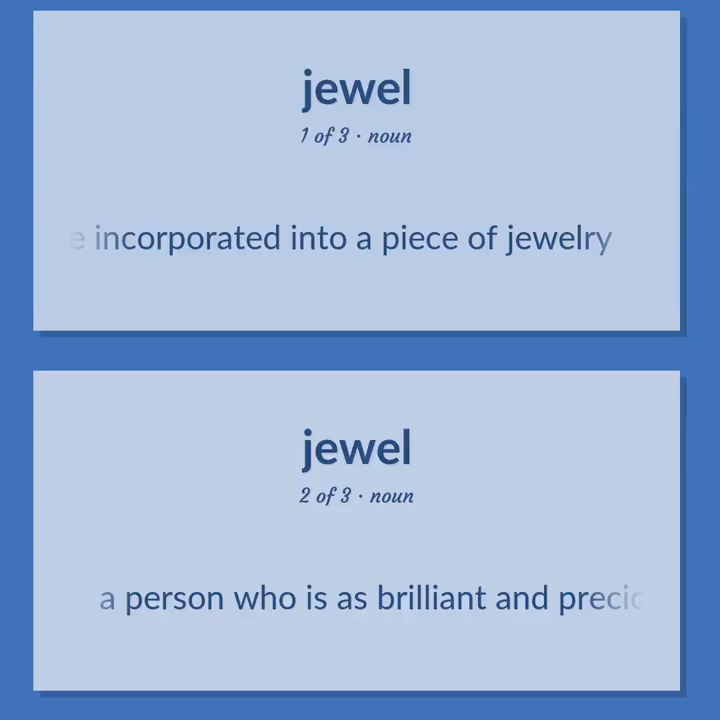 jewel
1 of 3 · noun
incorporated into a piece of jewelry
jewel
2 of 3 · noun
a person who is as brilliant and